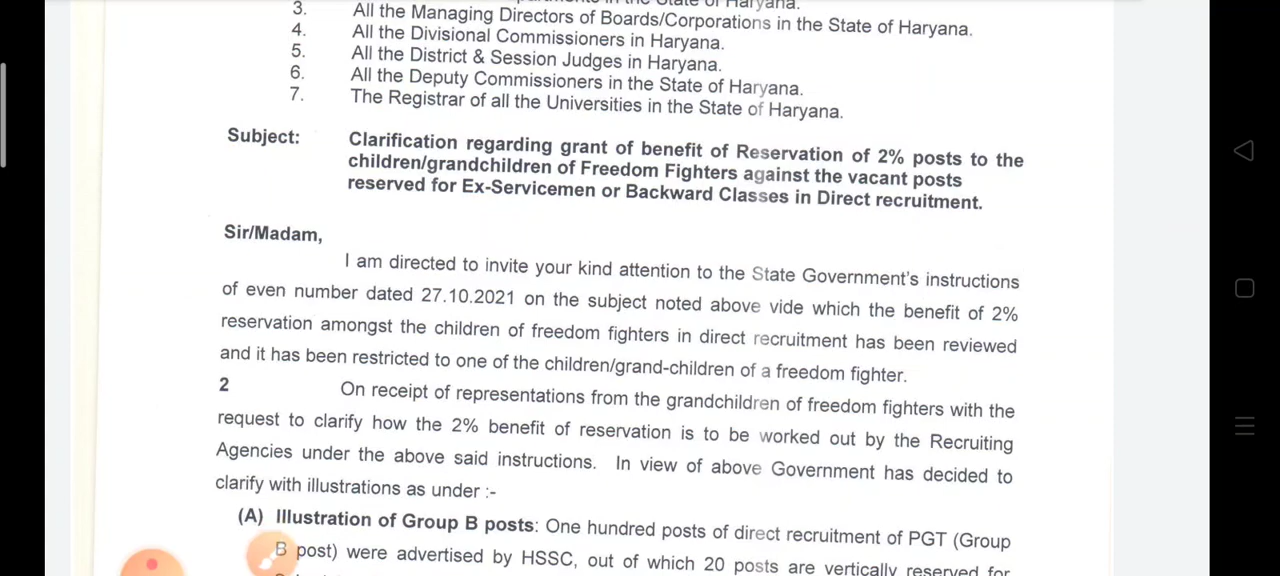 3. All the Managing Directors of Boards/Corporations in the State of Haryana.
4. All the Divisional Commissioners in Haryana.
5. All the District & Session Judges in Haryana.
6. All the Deputy Commissioners in the State of Haryana.
7. The Registrar of all the Universities in the State of Haryana.
Subject: Clarification regarding grant of benefit of Reservation of 2% posts to the
children/grandchildren of Freedom Fighters against the vacant posts
reserved for Ex-Servicemen or Backward Classes in Direct recruitment.
Sir/Madam,
I am directed to invite your kind attention to the State Government's instructions
of even number dated 27.10.2021 on the subject noted above vide which the benefit of 2%
reservation amongst the children of freedom fighters in direct recruitment has been reviewed
and it has been restricted to one of the children/grand-children of a freedom fighter.
2 On receipt of representations from the grandchildren of freedom fighters with the
request to clarify how the 2% benefit of reservation is to be worked out by the Recruiting
Agencies under the above said instructions. In view of above Government has decided to
clarify with illustrations as under :-
(A) Illustration of Group B posts: One hundred posts of direct recruitment of PGT (Group
B post) were advertised by HSSC, out of which 20 posts are vertically reserved for